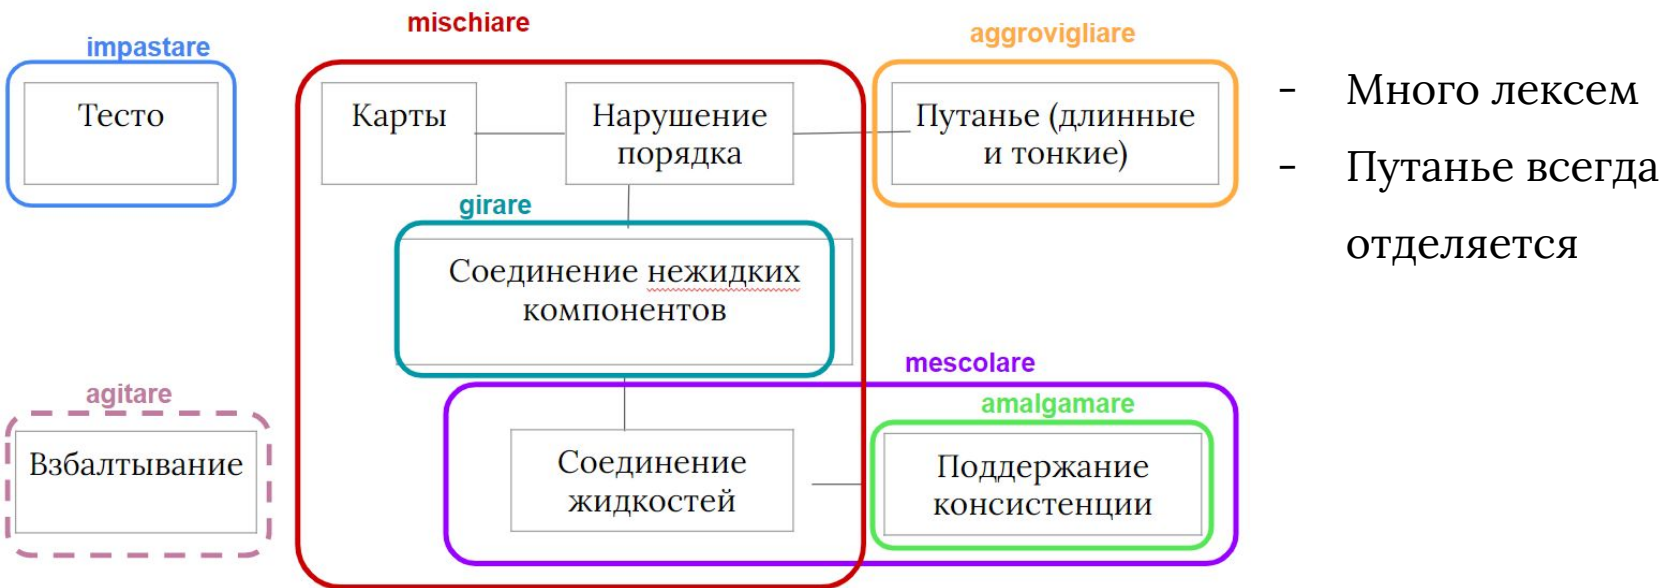 mischiare
impastare
aggrovigliare
Тесто
Карты
Нарушение
порядка
Путанье (длинные
и тонкие)
- Много лексем
- Путанье всегда
отделяется
girare
Соединение нежидких
компонентов
mescolare
agitare
amalgamare
Взбалтывание
Соединение
жидкостей
Поддержание
консистенции